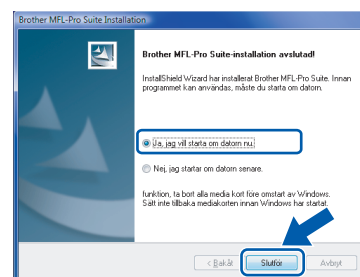 Brother MFL-Pro Suite Installation
Brother MFL-Pro Suite-installation avslutad!
InstallShield Wizard har installerat Brother MFL-Pro Suite. Innan
programmet kan användas, måste du starta om datorn.
Ja, jag vill starta om datorn nu.
Nej, jag startar om datorn senare.
funktion, ta bort alla media kort före omstart av Windows.
Sätt inte tillbaka mediakorten innan Windows har startat.
< Bakåt
Slutför
Avbryt